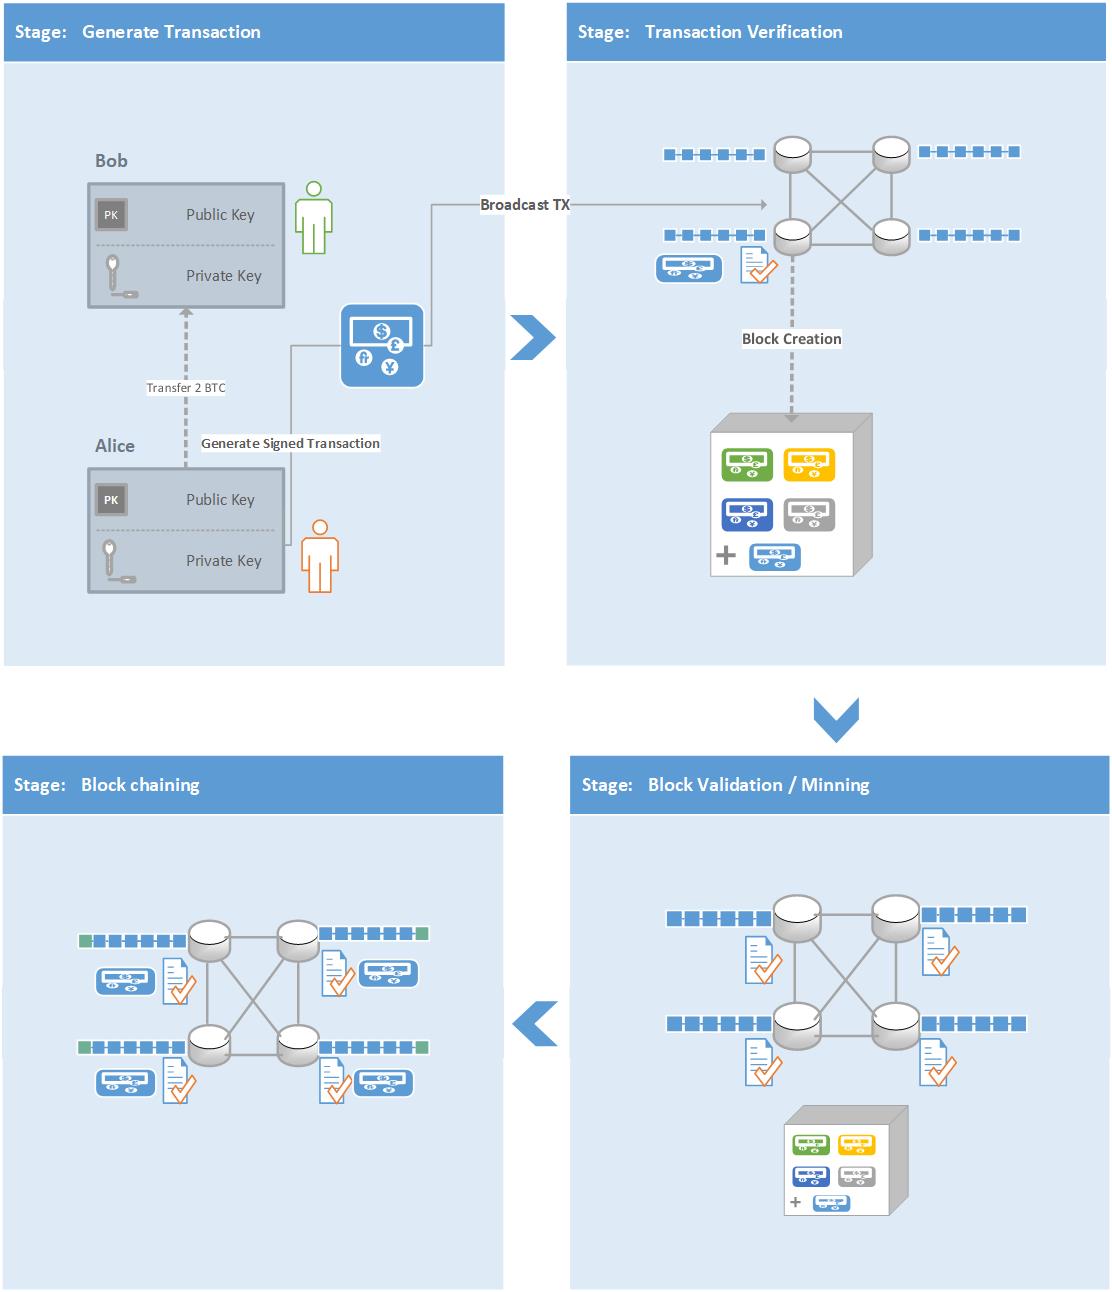 Stage: Generate Transaction
Bob
PK Public Key
Private Key
Transfer 2 BTC
Alice
Generate Signed Transaction
PK Public Key
Private Key
Broadcast TX
Stage: Transaction Verification
Block Creation
+
Stage: Block Validation / Minning
+
Stage: Block chaining